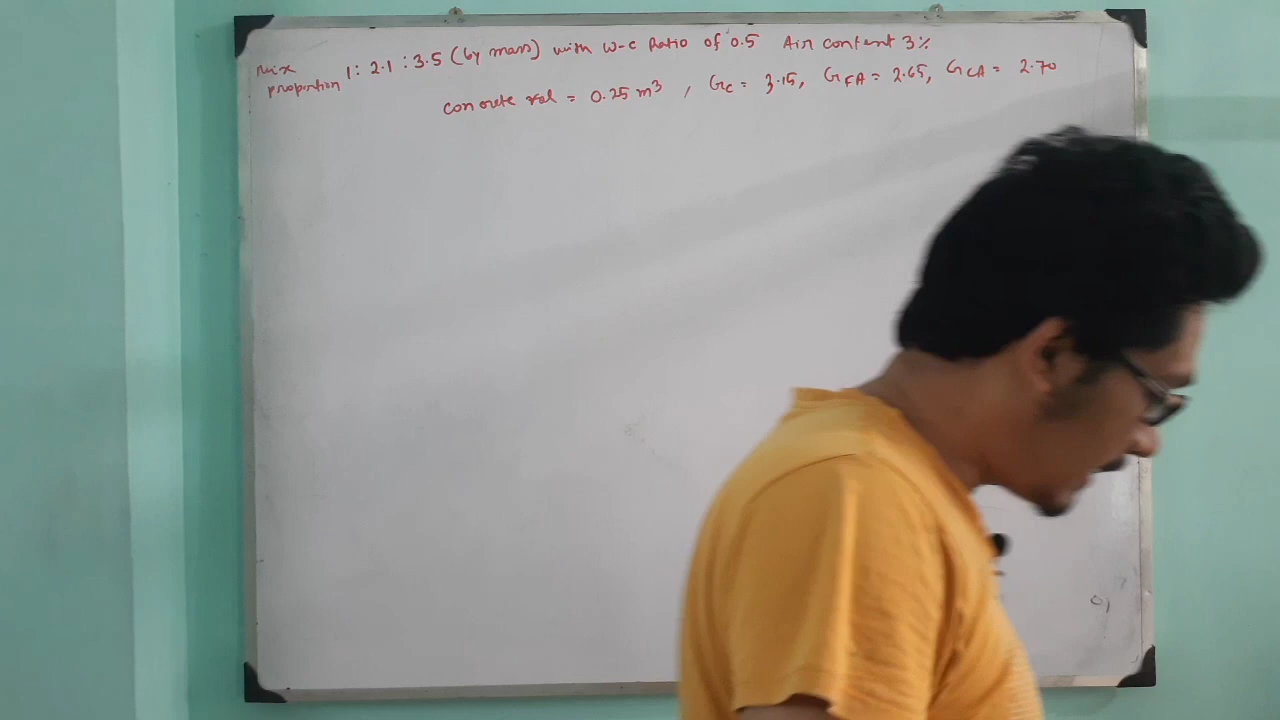 mix proportion 1 : 2.1 : 3.5 (by mass) with w-c Ratio of 0.5 Air content 3%
concrete vol = 0.25 m³ , Gc = 3.15, GFA = 2.65, GCA = 2.70